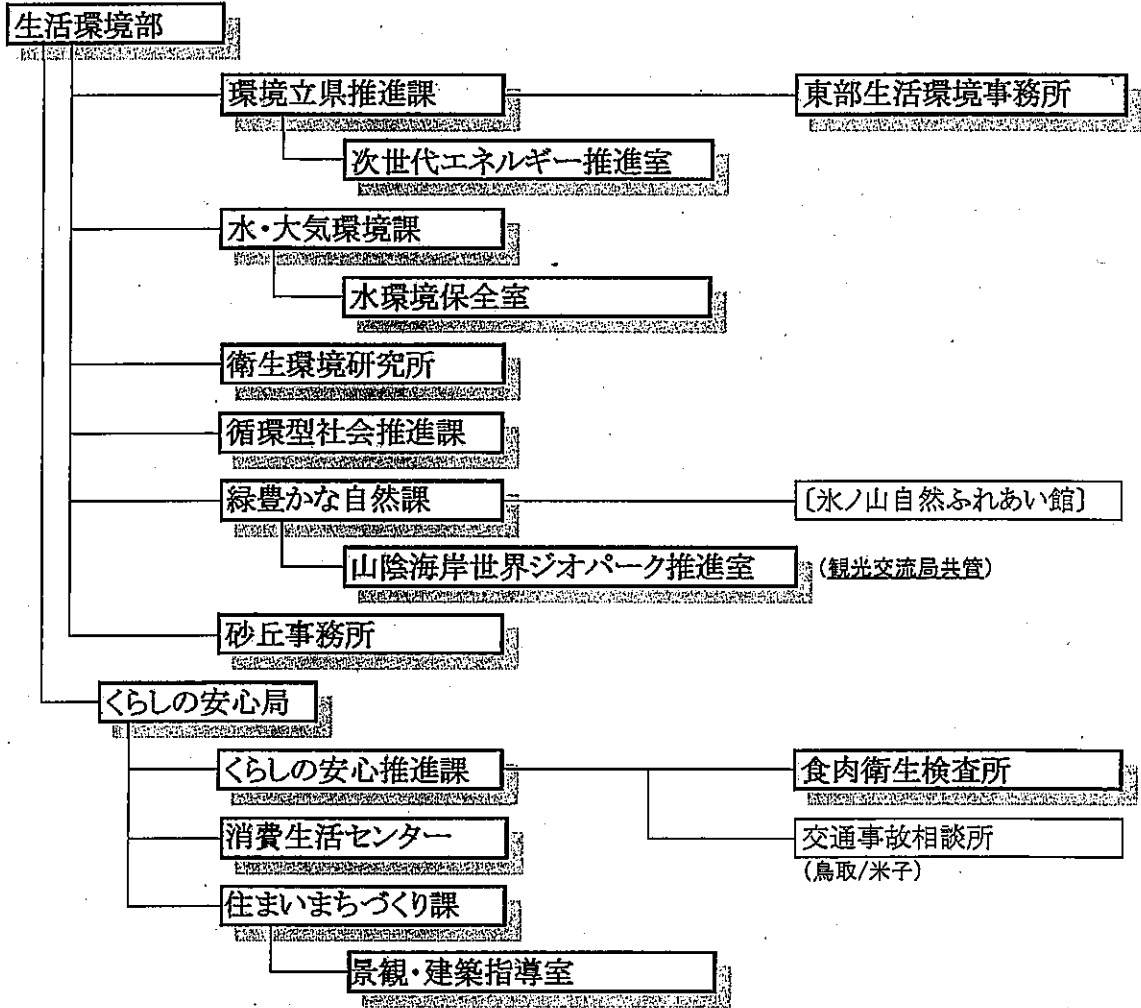 生活環境部
環境立県推進課
東部生活環境事務所
次世代エネルギー推進室
水・大気環境課
水環境保全室
衛生環境研究所
循環型社会推進課
緑豊かな自然課
〔氷ノ山自然ふれあい館〕
山陰海岸世界ジオパーク推進室
(観光交流局共管)
砂丘事務所
くらしの安心局
くらしの安心推進課
食肉衛生検査所
消費生活センター
交通事故相談所
(鳥取/米子)
住まいまちづくり課
景観・建築指導室